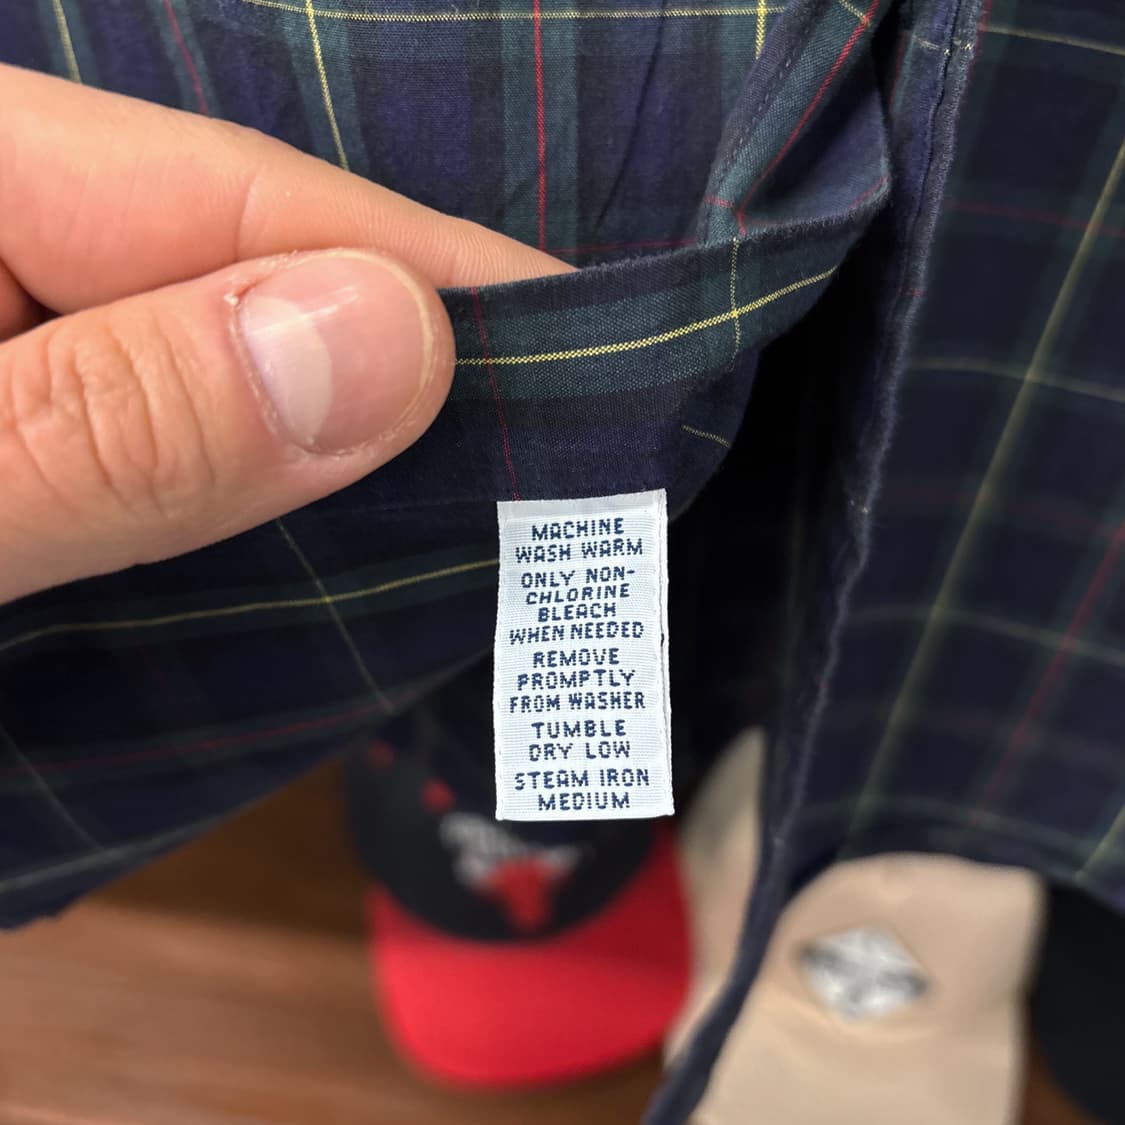 MACHINE
WASH WARM
ONLY NON-
CHLORINE
BLEACH
WHEN NEEDED
REMOVE
PROMPTLY
FROM WASHER
TUMBLE
DRY LOW
STEAM IRON
MEDIUM